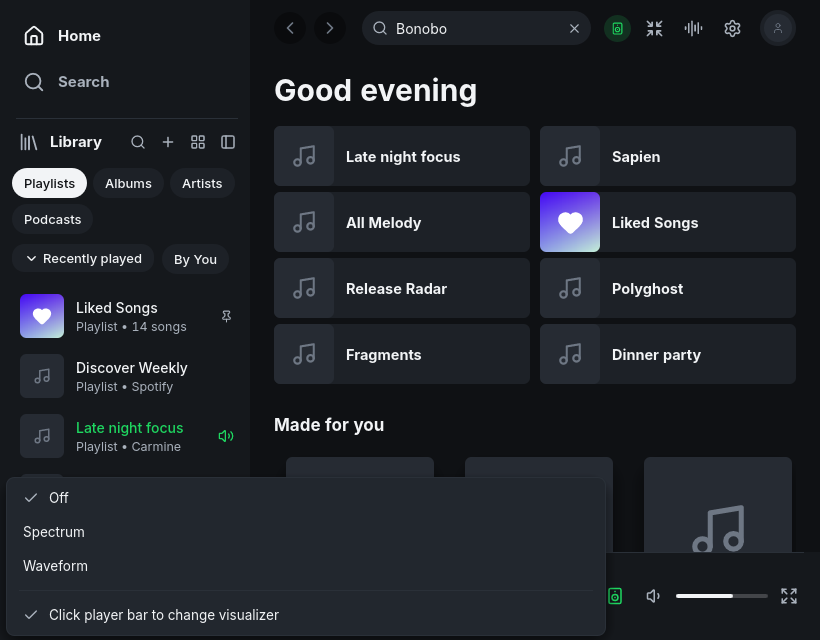 Home
Search
Library
Playlists
Albums
Artists
Podcasts
Recently played
By You
Liked Songs
Playlist • 14 songs
Discover Weekly
Playlist • Spotify
Late night focus
Playlist • Carmine
Bonobo
Good evening
Late night focus
Sapien
All Melody
Liked Songs
Release Radar
Polyghost
Fragments
Dinner party
Made for you
Off
Spectrum
Waveform
Click player bar to change visualizer